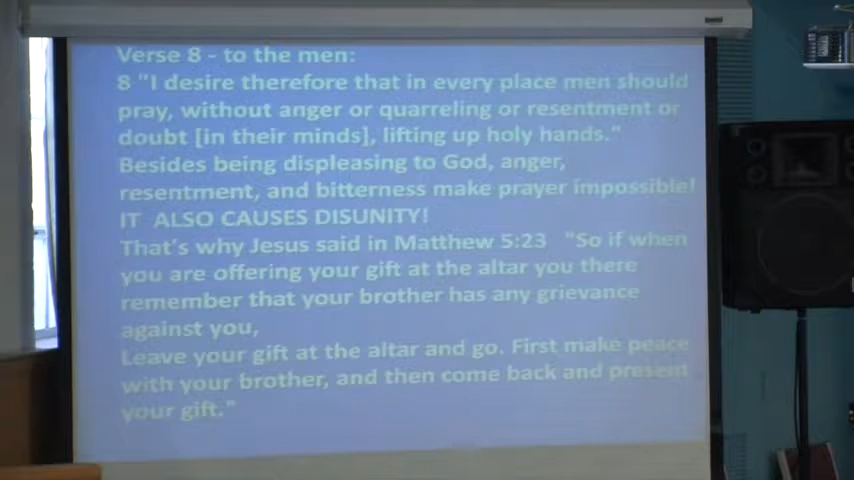 Verse 8 - to the men:
8 "I desire therefore that in every place men should
pray, without anger or quarreling or resentment or
doubt [in their minds], lifting up holy hands."
Besides being displeasing to God, anger,
resentment, and bitterness make prayer impossible!
IT ALSO CAUSES DISUNITY!
That's why Jesus said in Matthew 5:23 "So if when
you are offering your gift at the altar you there
remember that your brother has any grievance
against you,
Leave your gift at the altar and go. First make peace
with your brother, and then come back and present
your gift."